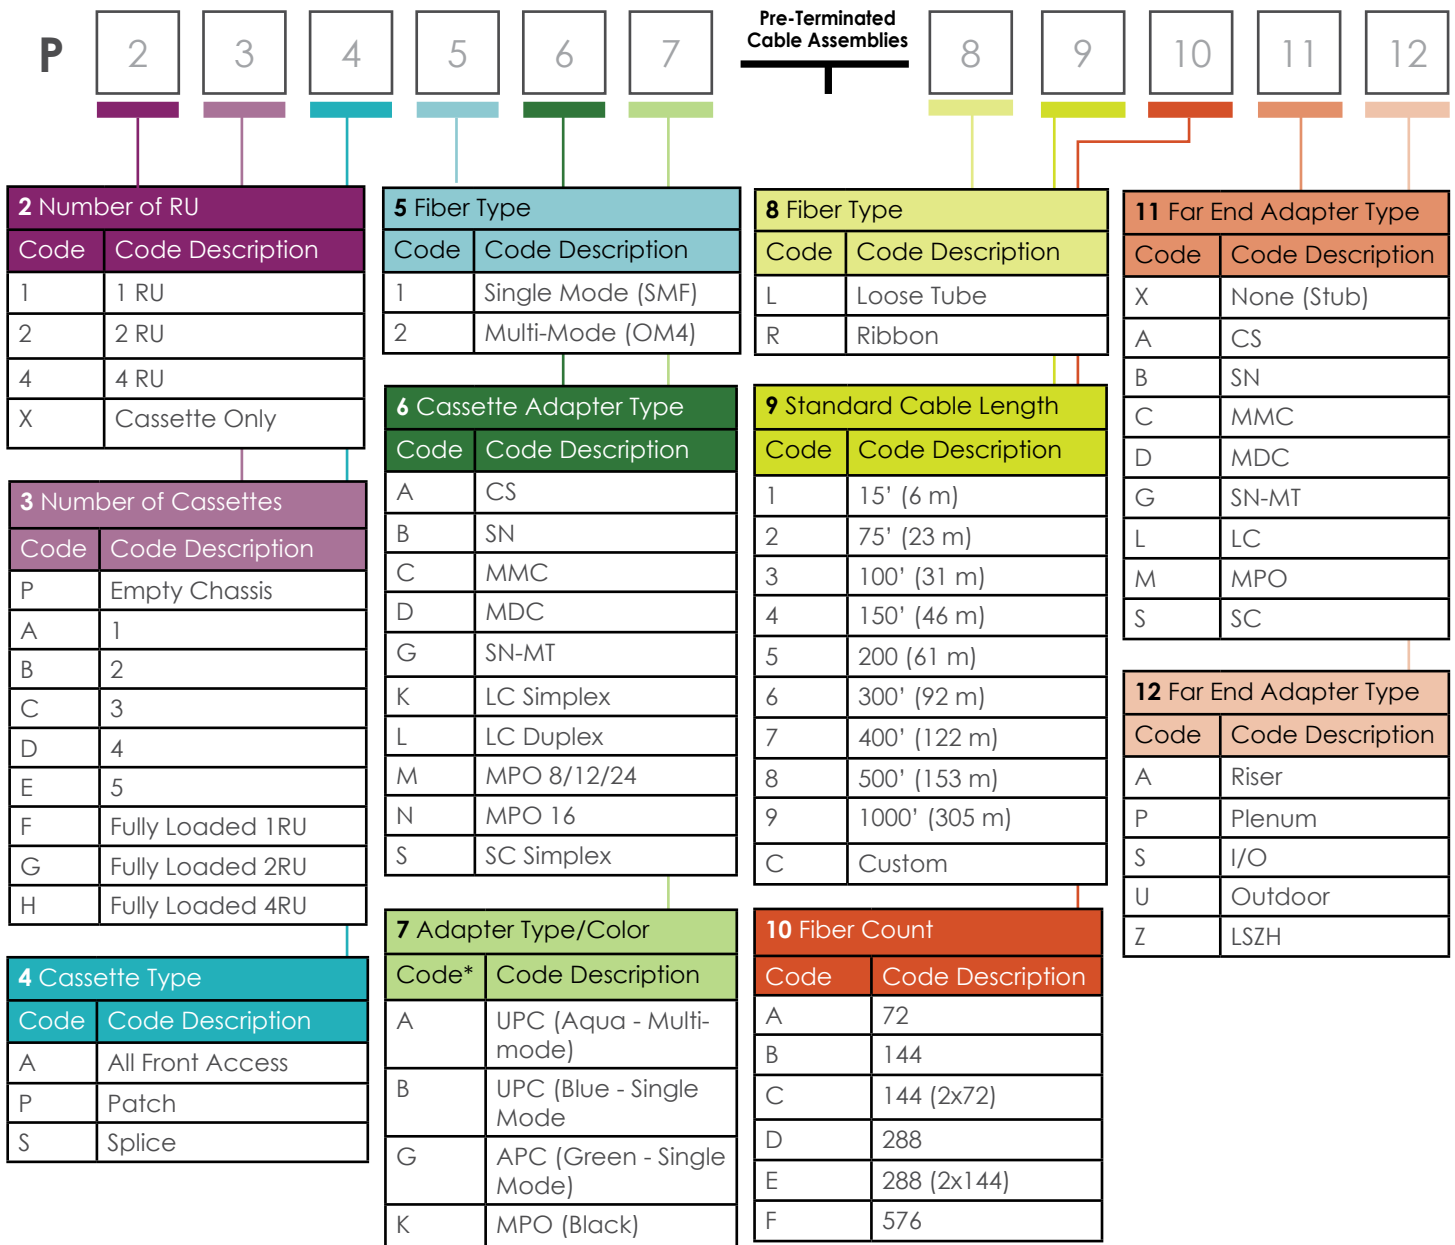 Pre-Terminated
Cable Assemblies
P 2 3 4 5 6 7 8 9 10 11 12
2 Number of RU
Code Code Description
1 1 RU
2 2 RU
4 4 RU
X Cassette Only
3 Number of Cassettes
Code Code Description
P Empty Chassis
A 1
B 2
C 3
D 4
E 5
F Fully Loaded 1RU
G Fully Loaded 2RU
H Fully Loaded 4RU
4 Cassette Type
Code Code Description
A All Front Access
P Patch
S Splice
5 Fiber Type
Code Code Description
1 Single Mode (SMF)
2 Multi-Mode (OM4)
6 Cassette Adapter Type
Code Code Description
A CS
B SN
C MMC
D MDC
G SN-MT
K LC Simplex
L LC Duplex
M MPO 8/12/24
N MPO 16
S SC Simplex
7 Adapter Type/Color
Code* Code Description
A UPC (Aqua - Multi-
mode)
B UPC (Blue - Single
Mode
G APC (Green - Single
Mode)
K MPO (Black)
8 Fiber Type
Code Code Description
L Loose Tube
R Ribbon
9 Standard Cable Length
Code Code Description
1 15’ (6 m)
2 75’ (23 m)
3 100’ (31 m)
4 150’ (46 m)
5 200 (61 m)
6 300’ (92 m)
7 400’ (122 m)
8 500’ (153 m)
9 1000’ (305 m)
C Custom
10 Fiber Count
Code Code Description
A 72
B 144
C 144 (2x72)
D 288
E 288 (2x144)
F 576
11 Far End Adapter Type
Code Code Description
X None (Stub)
A CS
B SN
C MMC
D MDC
G SN-MT
L LC
M MPO
S SC
12 Far End Adapter Type
Code Code Description
A Riser
P Plenum
S I/O
U Outdoor
Z LSZH